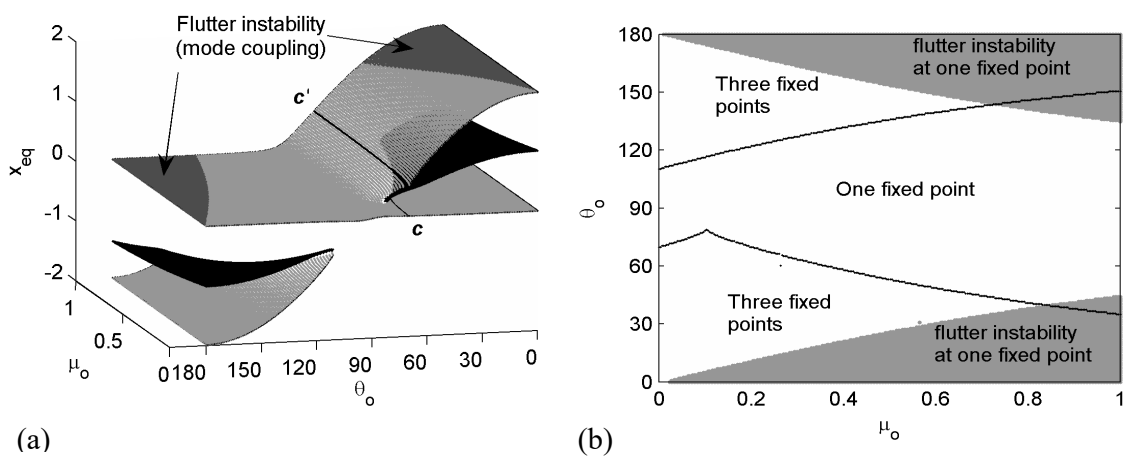 2
1
0
-1
-2
x_eq
Flutter instability
(mode coupling)
c'
c
1
0.5
0
μ_o
180
150
120
90
60
30
0
θ_o
(a)
180
150
120
90
60
30
0
θ_o
flutter instability
at one fixed point
Three fixed
points
One fixed point
Three fixed
points
flutter instability
at one fixed point
0
0.2
0.4
0.6
0.8
1
μ_o
(b)